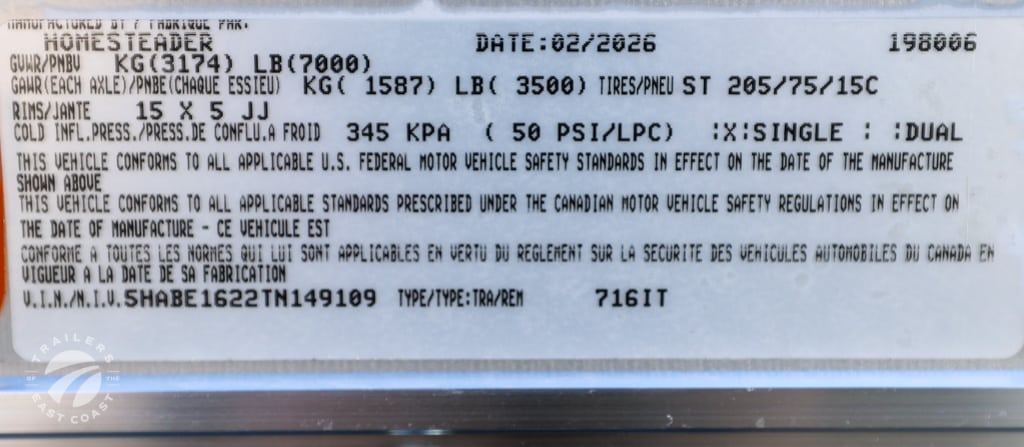 MANUFACTURED BY / FABRIQUE PAR:
HOMESTEADER DATE:02/2026 198006
GVWR/PNBV KG(3174) LB(7000)
GAWR(EACH AXLE)/PNBE(CHAQUE ESSIEU) KG( 1587) LB( 3500) TIRES/PNEU ST 205/75/15C
RIMS/JANTE 15 X 5 JJ
COLD INFL.PRESS./PRESS.DE CONFLU.A FROID 345 KPA ( 50 PSI/LPC) :X:SINGLE : :DUAL
THIS VEHICLE CONFORMS TO ALL APPLICABLE U.S. FEDERAL MOTOR VEHICLE SAFETY STANDARDS IN EFFECT ON THE DATE OF THE MANUFACTURE
SHOWN ABOVE
THIS VEHICLE CONFORMS TO ALL APPLICABLE STANDARDS PRESCRIBED UNDER THE CANADIAN MOTOR VEHICLE SAFETY REGULATIONS IN EFFECT ON
THE DATE OF MANUFACTURE - CE VEHICULE EST
CONFORME A TOUTES LES NORMES QUI LUI SONT APPLICABLES EN VERTU DU REGLEMENT SUR LA SECURITE DES VEHICULES AUTOMOBILES DU CANADA EN
VIGUEUR A LA DATE DE SA FABRICATION
V.I.N./N.I.V.5HABE1622TN149109 TYPE/TYPE:TRA/REM 716IT
TRAILERS
OF THE
EAST COAST